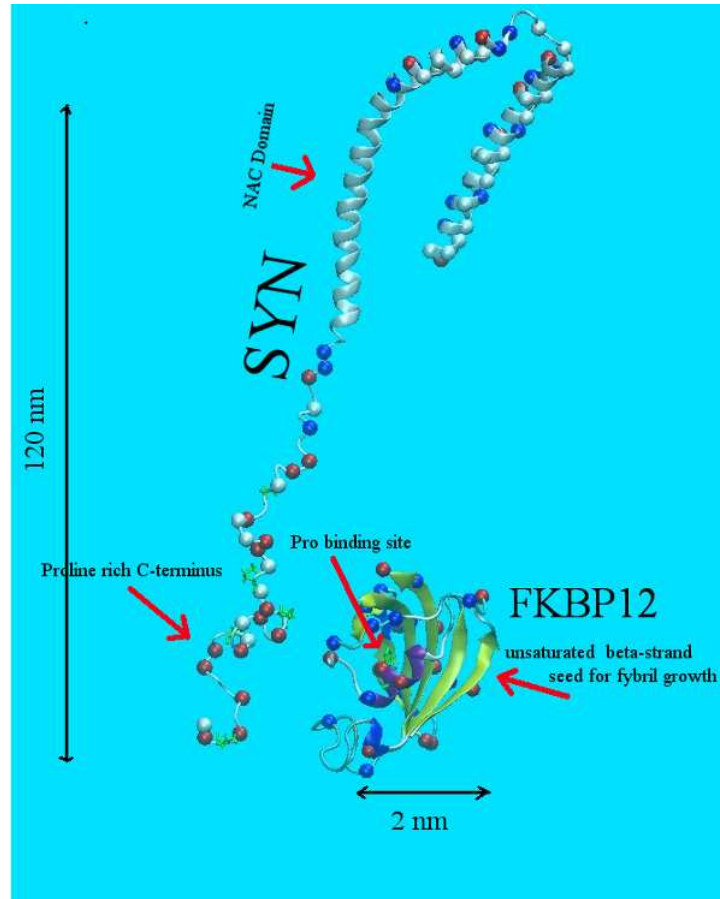 NAC Domain
SYN
120 nm
Pro binding site
Proline rich C-terminus
FKBP12
unsaturated beta-strand
seed for fybril growth
2 nm